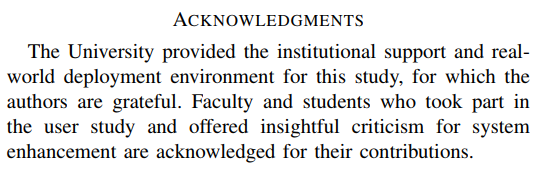 ACKNOWLEDGMENTS
The University provided the institutional support and real-
world deployment environment for this study, for which the
authors are grateful. Faculty and students who took part in
the user study and offered insightful criticism for system
enhancement are acknowledged for their contributions.